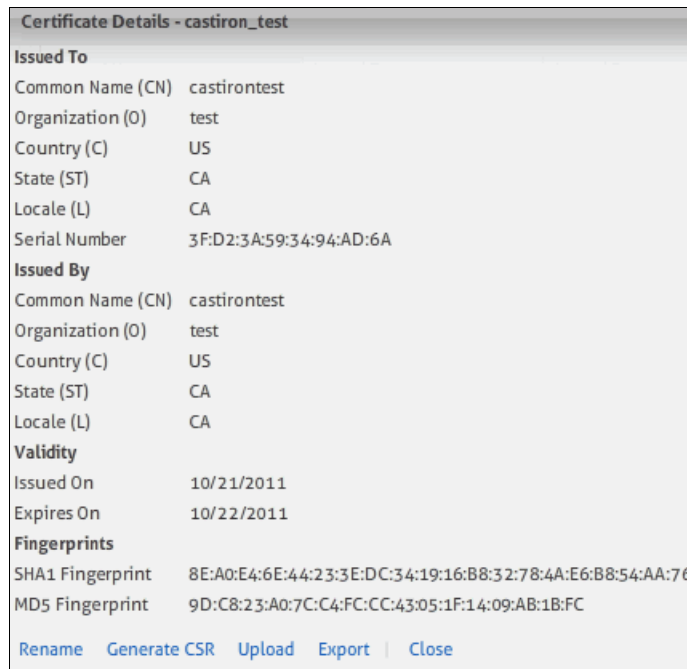 Certificate Details - castiron_test
Issued To
Common Name (CN) castirontest
Organization (O) test
Country (C) US
State (ST) CA
Locale (L) CA
Serial Number 3F:D2:3A:59:34:94:AD:6A
Issued By
Common Name (CN) castirontest
Organization (O) test
Country (C) US
State (ST) CA
Locale (L) CA
Validity
Issued On 10/21/2011
Expires On 10/22/2011
Fingerprints
SHA1 Fingerprint 8E:A0:E4:6E:44:23:3E:DC:34:19:16:B8:32:78:4A:E6:B8:54:AA:76
MD5 Fingerprint 9D:C8:23:A0:7C:C4:FC:CC:43:05:1F:14:09:AB:1B:FC
Rename Generate CSR Upload Export | Close